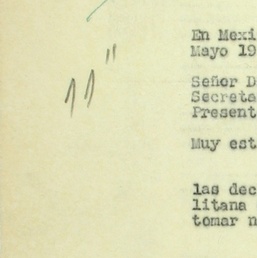 11"
En Mexi
Mayo 19
Señor D
Secreta
Present
Muy est
las dec
litana
tomar n